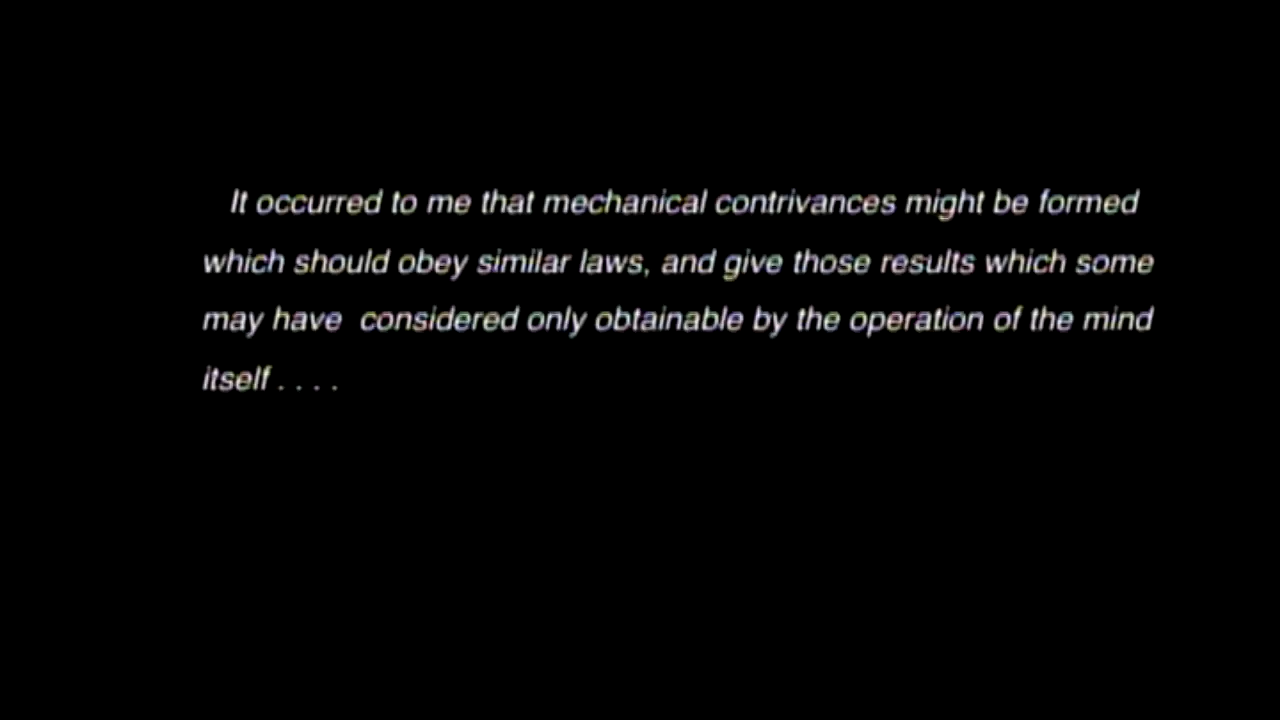 It occurred to me that mechanical contrivances might be formed
which should obey similar laws, and give those results which some
may have considered only obtainable by the operation of the mind
itself . . . .